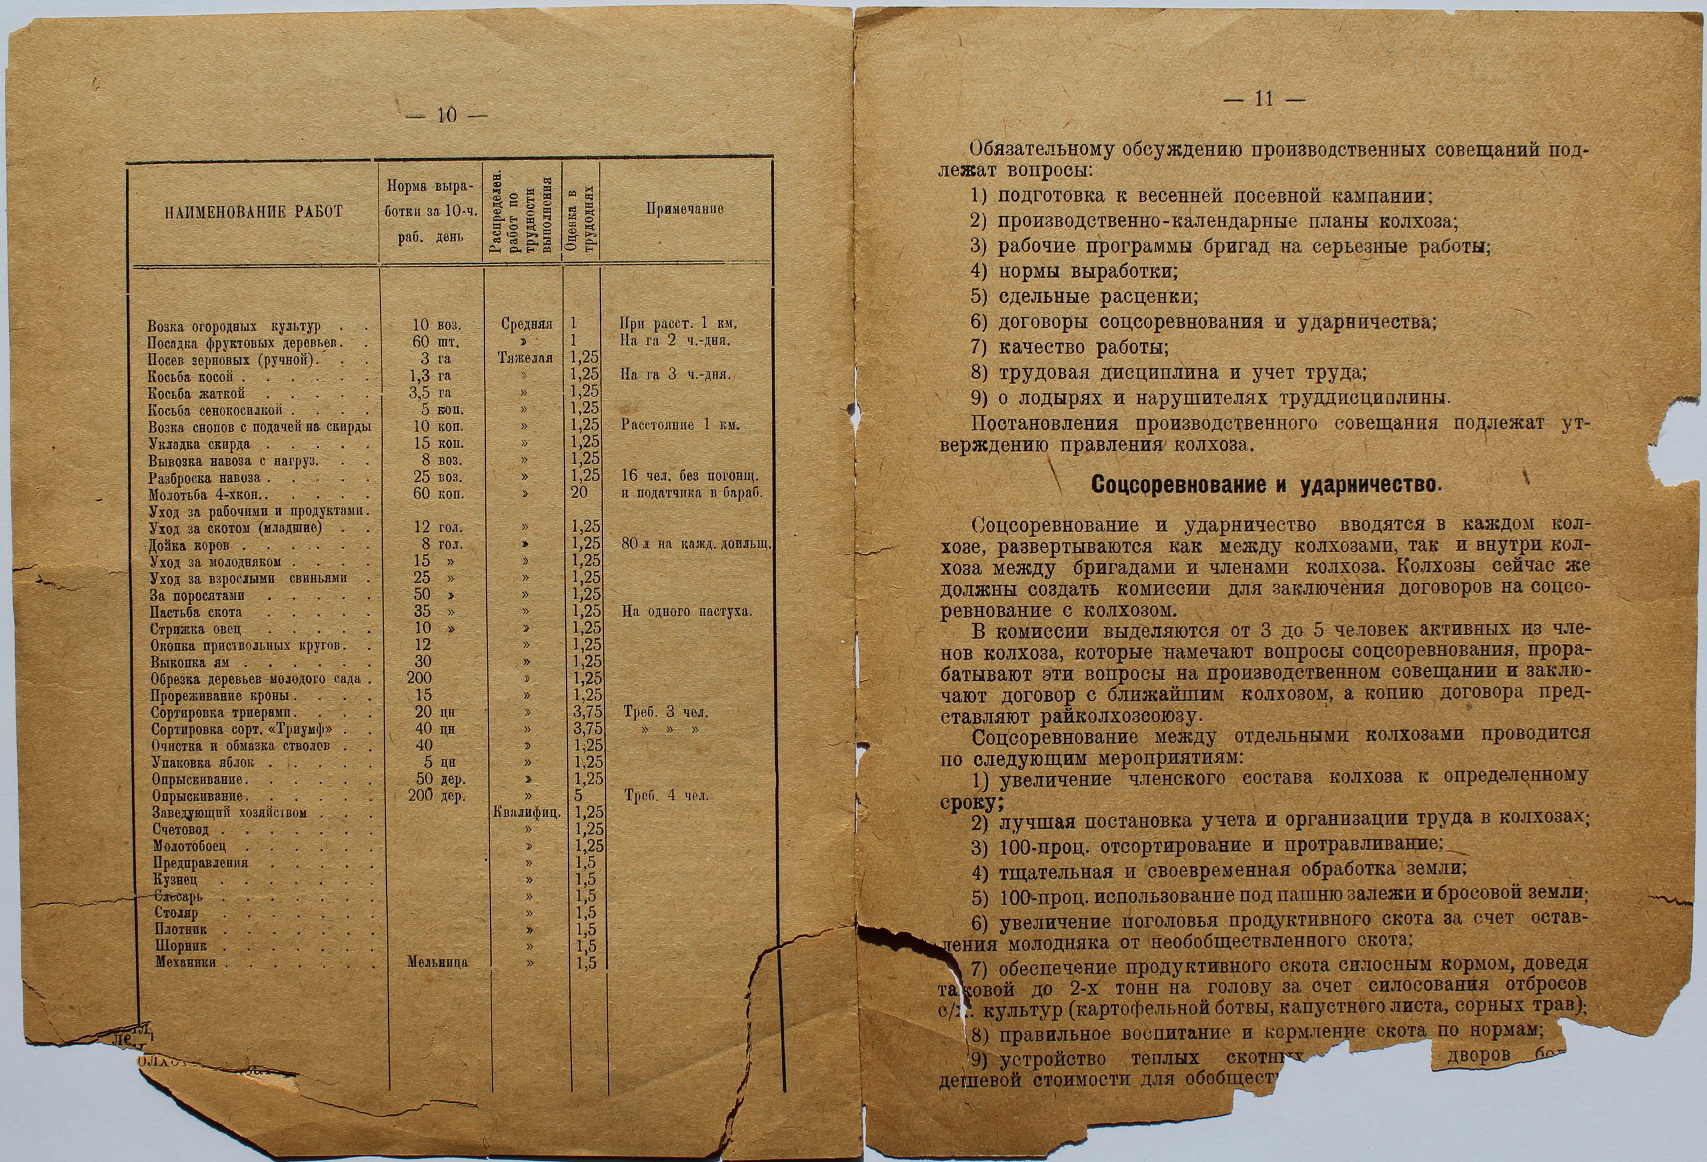 — 10 —
НАИМЕНОВАНИЕ РАБОТ
Норма выра-
ботки за 10-ч.
раб. день
Распределен.
работ по
трудности
выполнения
Оценка в
трудоднях
Примечание
Возка огородных культур . . 10 воз. Средняя 1 При расст. 1 км.
Посадка фруктовых деревьев. . 60 шт. » 1 На га 2 ч.-дня.
Посев зерновых (ручной). . . 3 га Тяжелая 1,25
Косьба косой . . . . . . 1,3 га » 1,25 На га 3 ч.-дня.
Косьба жаткой . . . . . 3,5 га » 1,25
Косьба сенокосилкой . . . . 5 коп. » 1,25
Возка снопов с подачей на скирды 10 коп. » 1,25 Расстояние 1 км.
Укладка скирда . . . . . 15 коп. » 1,25
Вывозка навоза с нагруз. . . 8 воз. » 1,25
Разброска навоза . . . . . 25 воз. » 1,25 16 чел. без погонщ.
Молотьба 4-хкон. . . . . . 60 коп. » 20 и податчика в бараб.
Уход за рабочими и продуктами.
Уход за скотом (младшие) . . 12 гол. » 1,25
Дойка коров . . . . . . 8 гол. » 1,25 80 л на кажд. доильщ.
Уход за молодняком . . . . 15 » » 1,25
Уход за взрослыми свиньями . 25 » » 1,25
За поросятами . . . . . 50 » » 1,25
Пастьба скота . . . . . 35 » » 1,25 На одного пастуха.
Стрижка овец . . . . . 10 » » 1,25
Окопка приствольных кругов. . 12 » 1,25
Выкопка ям . . . . . . 30 » 1,25
Обрезка деревьев молодого сада . 200 » 1,25
Прореживание кроны. . . . 15 » 1,25
Сортировка триерами. . . . 20 цн » 3,75 Треб. 3 чел.
Сортировка сорт. «Триумф» . . 40 цн » 3,75 » » »
Очистка и обмазка стволов . . 40 » 1,25
Упаковка яблок . . . . . 5 цн » 1,25
Опрыскивание. . . . . . 50 дер. » 1,25
Опрыскивание. . . . . . 200 дер. » 5 Треб. 4 чел.
Заведующий хозяйством . . . Квалифиц. 1,25
Счетовод . . . . . . . » 1,25
Молотобоец . . . . . . » 1,25
Предправления . . . . . » 1,5
Кузнец . . . . . . . » 1,5
Слесарь . . . . . . . » 1,5
Столяр . . . . . . . » 1,5
Плотник . . . . . . . » 1,5
Шорник . . . . . . . » 1,5
Механики . . . . . . . Мельница » 1,5
— 11 —
Обязательному обсуждению производственных совещаний под-
лежат вопросы:
1) подготовка к весенней посевной кампании;
2) производственно-календарные планы колхоза;
3) рабочие программы бригад на серьезные работы;
4) нормы выработки;
5) сдельные расценки;
6) договоры соцсоревнования и ударничества;
7) качество работы;
8) трудовая дисциплина и учет труда;
9) о лодырях и нарушителях труддисциплины.
Постановления производственного совещания подлежат ут-
верждению правления колхоза.
Соцсоревнование и ударничество.
Соцсоревнование и ударничество вводятся в каждом кол-
хозе, развертываются как между колхозами, так и внутри кол-
хоза между бригадами и членами колхоза. Колхозы сейчас же
должны создать комиссии для заключения договоров на соцсо-
ревнование с колхозом.
В комиссии выделяются от 3 до 5 человек активных из чле-
нов колхоза, которые намечают вопросы соцсоревнования, прора-
батывают эти вопросы на производственном совещании и заклю-
чают договор с ближайшим колхозом, а копию договора пред-
ставляют райколхозсоюзу.
Соцсоревнование между отдельными колхозами проводится
по следующим мероприятиям:
1) увеличение членского состава колхоза к определенному
сроку;
2) лучшая постановка учета и организации труда в колхозах;
3) 100-проц. отсортирование и протравливание;
4) тщательная и своевременная обработка земли;
5) 100-проц. использование под пашню залежи и бросовой земли;
6) увеличение поголовья продуктивного скота за счет остав-
ления молодняка от необобществленного скота;
7) обеспечение продуктивного скота силосным кормом, доведя
таковой до 2-х тонн на голову за счет силосования отбросов
с/х. культур (картофельной ботвы, капустного листа, сорных трав);
8) правильное воспитание и кормление скота по нормам;
9) устройство теплых скотных дворов
дешевой стоимости для обобщест